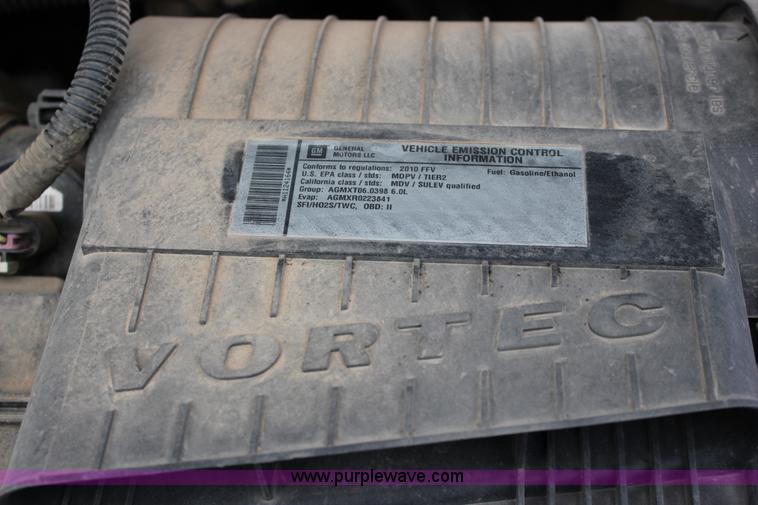 GM
GENERAL MOTORS LLC
VEHICLE EMISSION CONTROL INFORMATION
Conforms to regulations: 2010 FFV
Fuel: Gasoline/Ethanol
U.S. EPA class / stds: MDPV / TIER2
California class / stds: MDV / SULEV qualified
Group: AGMXT06.0398 6.0L
Evap: AGMXR0223841
SFI/HO2S/TWC, OBD: II
VORTEC
www.purplewave.com